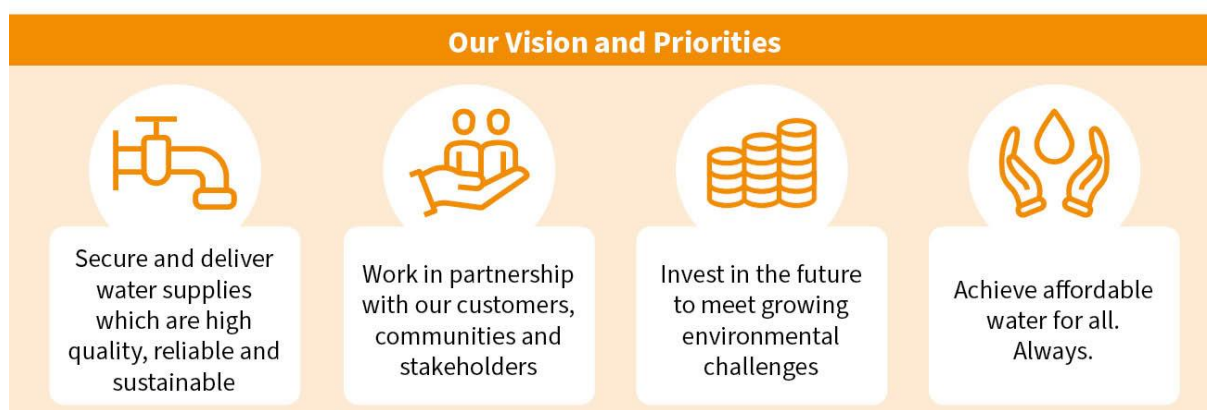 Our Vision and Priorities
Secure and deliver
water supplies
which are high
quality, reliable and
sustainable
Work in partnership
with our customers,
communities and
stakeholders
Invest in the future
to meet growing
environmental
challenges
Achieve affordable
water for all.
Always.